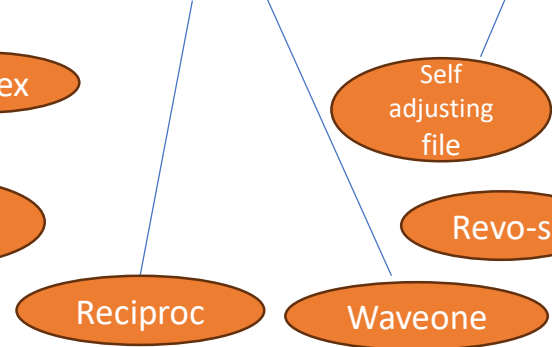 ex
Self
adjusting
file
Revo-s
Reciproc
Waveone